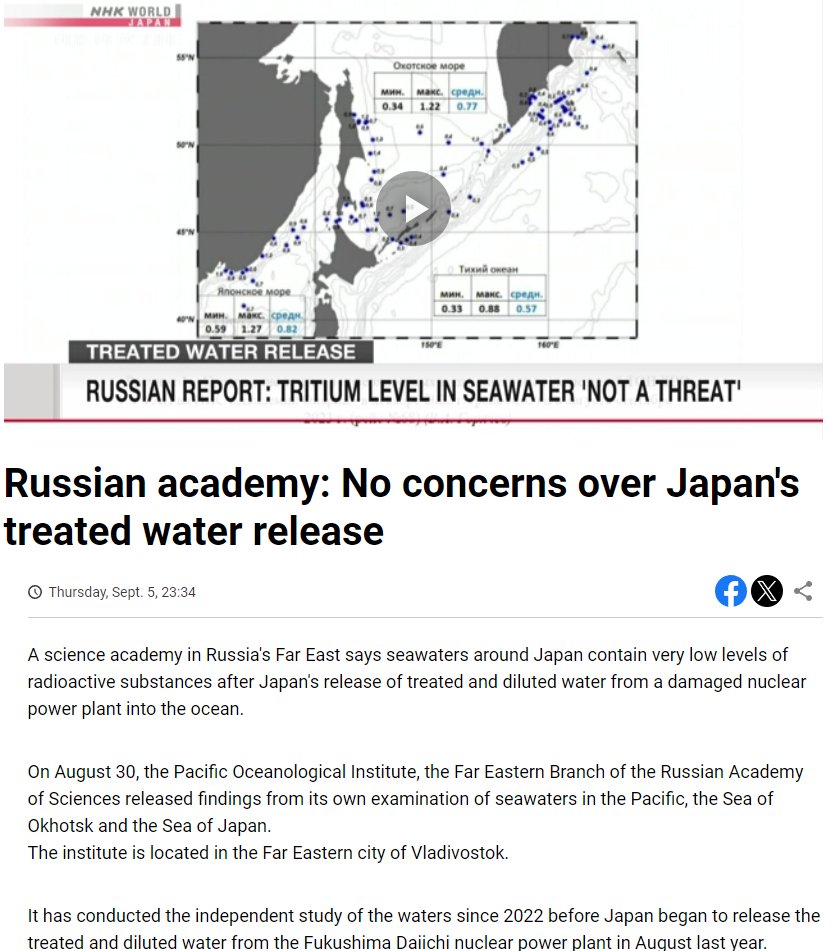 NHK WORLD
JAPAN
55°N
50°N
45°N
40°N
150°E
160°E
Охотское море
мин. макс. средн.
0.34 1.22 0.77
Тихий океан
мин. макс. средн.
0.33 0.88 0.57
Японское море
мин. макс. средн.
0.59 1.27 0.82
TREATED WATER RELEASE
RUSSIAN REPORT: TRITIUM LEVEL IN SEAWATER 'NOT A THREAT'
Russian academy: No concerns over Japan's
treated water release
Thursday, Sept. 5, 23:34
A science academy in Russia's Far East says seawaters around Japan contain very low levels of
radioactive substances after Japan's release of treated and diluted water from a damaged nuclear
power plant into the ocean.
On August 30, the Pacific Oceanological Institute, the Far Eastern Branch of the Russian Academy
of Sciences released findings from its own examination of seawaters in the Pacific, the Sea of
Okhotsk and the Sea of Japan.
The institute is located in the Far Eastern city of Vladivostok.
It has conducted the independent study of the waters since 2022 before Japan began to release the
treated and diluted water from the Fukushima Daiichi nuclear power plant in August last year.